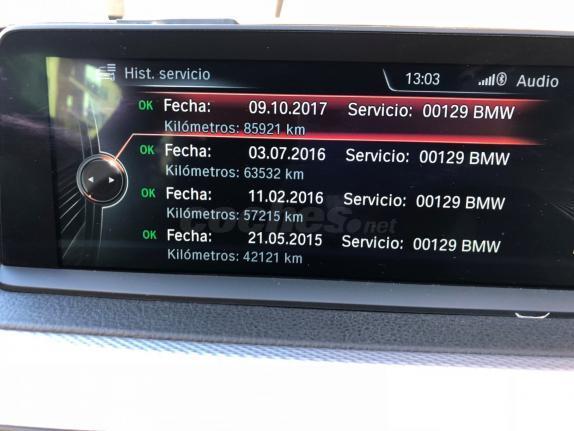 Hist. servicio 13:03 Audio
OK Fecha: 09.10.2017 Servicio: 00129 BMW
Kilómetros: 85921 km
OK Fecha: 03.07.2016 Servicio: 00129 BMW
Kilómetros: 63532 km
OK Fecha: 11.02.2016 Servicio: 00129 BMW
Kilómetros: 57215 km
coches.net
OK Fecha: 21.05.2015 Servicio: 00129 BMW
Kilómetros: 42121 km